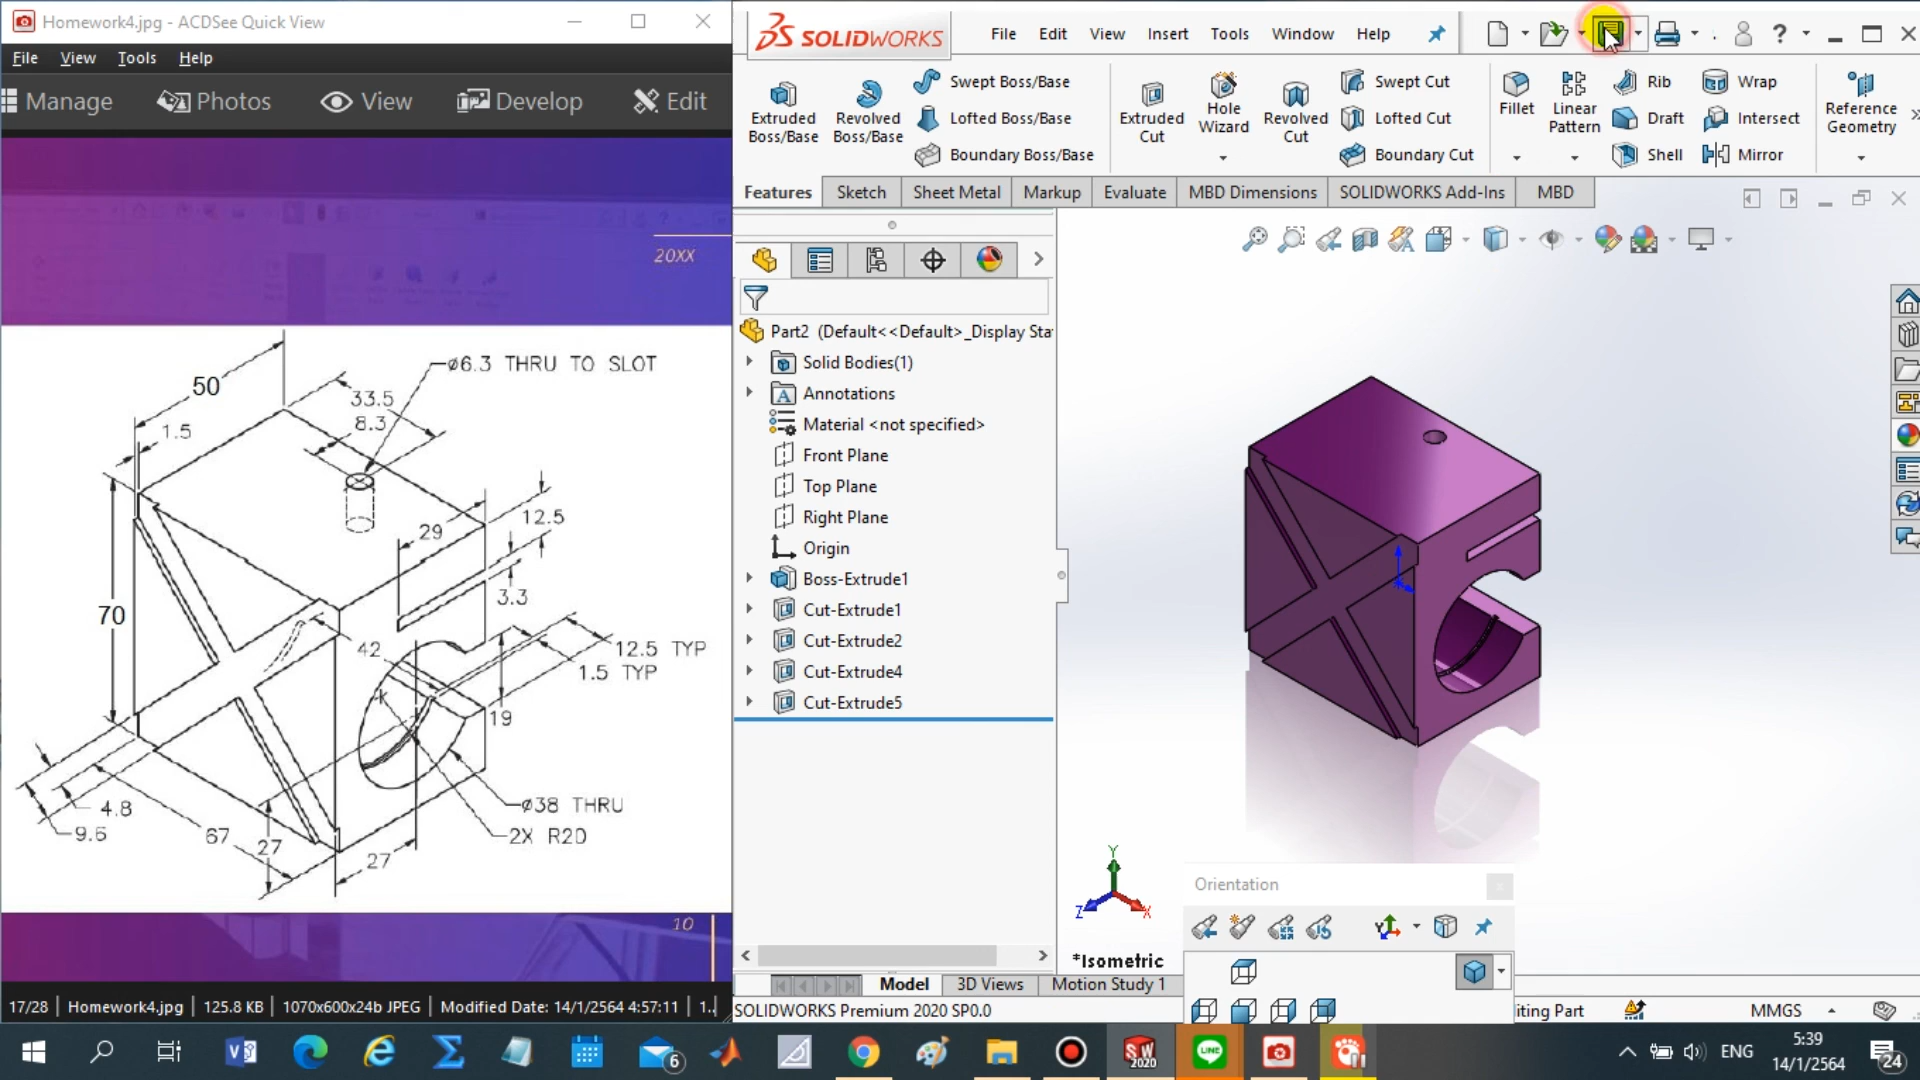 Homework4.jpg - ACDSee Quick View
File View Tools Help
Manage Photos View Develop Edit
20XX
50
1.5
33.5
8.3
ø6.3 THRU TO SLOT
29
12.5
3.3
70
42
12.5 TYP
1.5 TYP
19
4.8
9.6
67
27
27
ø38 THRU
2X R20
10
17/28 Homework4.jpg 125.8 KB 1070x600x24b JPEG Modified Date: 14/1/2564 4:57:11 1..
SOLIDWORKS File Edit View Insert Tools Window Help
Extruded Boss/Base
Revolved Boss/Base
Swept Boss/Base
Lofted Boss/Base
Boundary Boss/Base
Extruded Cut
Hole Wizard
Revolved Cut
Swept Cut
Lofted Cut
Boundary Cut
Fillet
Linear Pattern
Rib
Draft
Shell
Wrap
Intersect
Mirror
Reference Geometry
Features Sketch Sheet Metal Markup Evaluate MBD Dimensions SOLIDWORKS Add-Ins MBD
Part2 (Default<<Default>_Display Sta
Solid Bodies(1)
Annotations
Material <not specified>
Front Plane
Top Plane
Right Plane
Origin
Boss-Extrude1
Cut-Extrude1
Cut-Extrude2
Cut-Extrude4
Cut-Extrude5
Y
Z
X
*Isometric
Orientation
Model 3D Views Motion Study 1
SOLIDWORKS Premium 2020 SP0.0
iting Part MMGS
6
SW 2020
LINE
ENG
5:39
14/1/2564
24